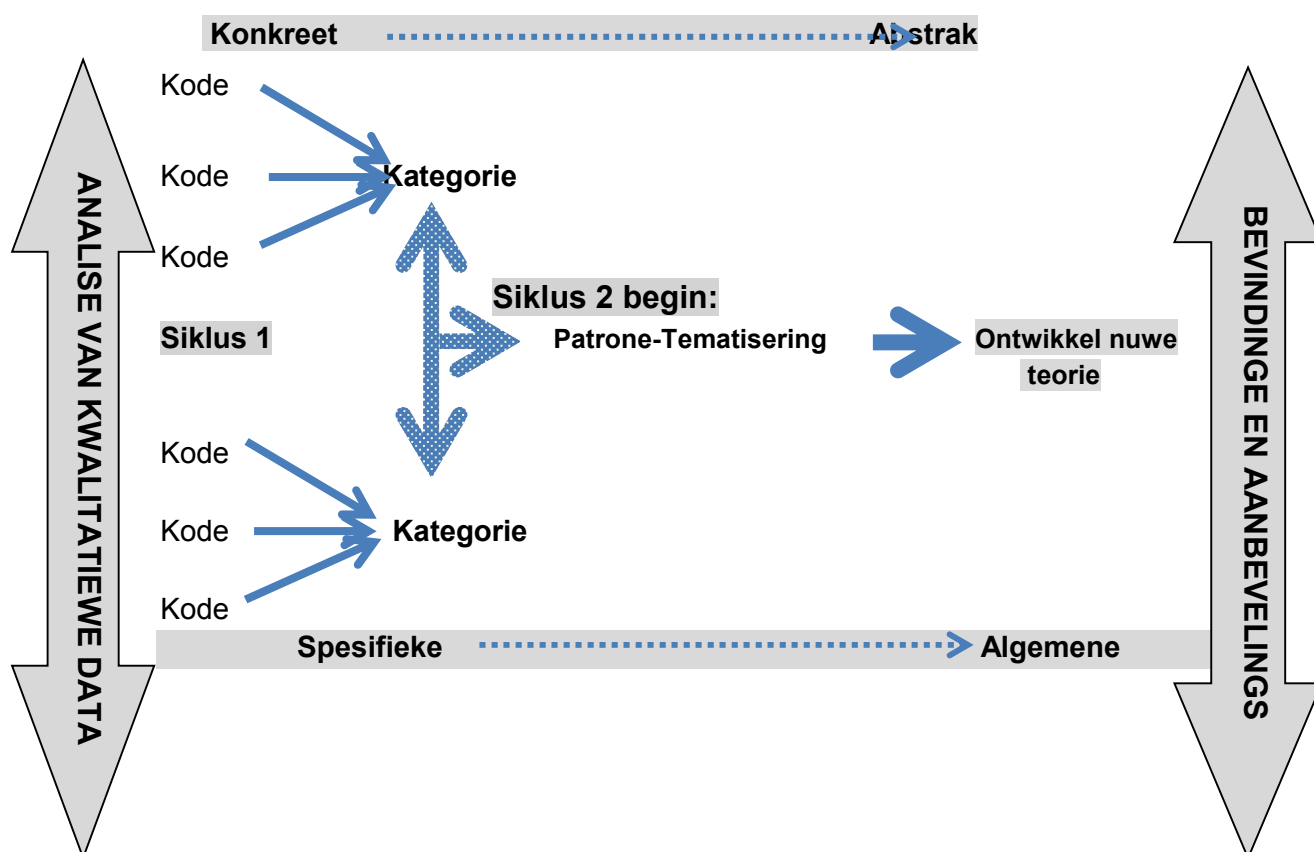 Konkreet Abstrak
Kode
Kode
Kategorie
Kode
Siklus 2 begin:
Siklus 1
Patrone-Tematisering
Ontwikkel nuwe
teorie
Kode
Kode
Kategorie
Kode
Spesifieke Algemene
ANALISE VAN KWALITATIEWE DATA
BEVINDINGE EN AANBEVELINGS